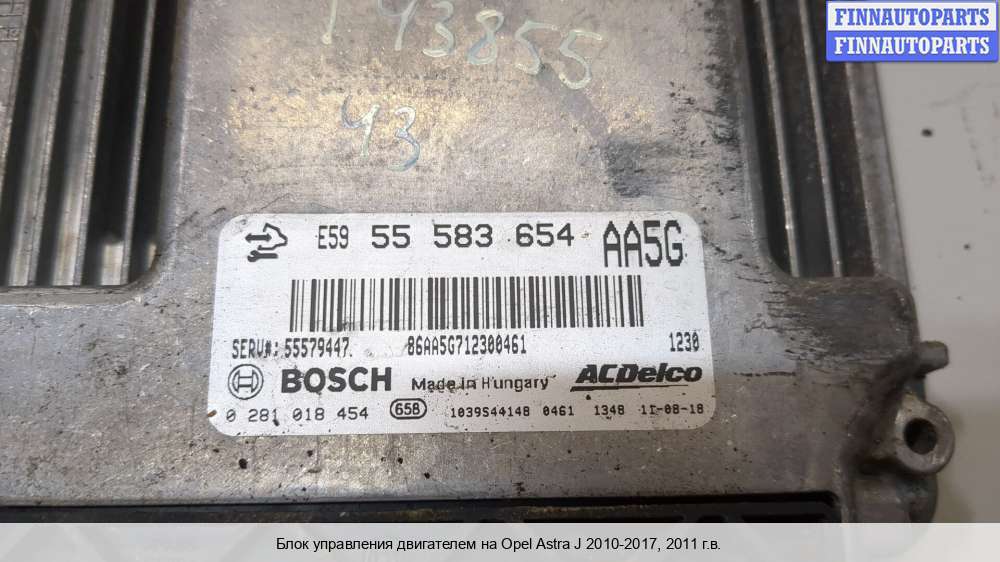 FINNAUTOPARTS
FINNAUTOPARTS
143855
43
E59 55 583 654 AA5G
SERV#: 55579447. 86AA5G712300461 1230
BOSCH Made in Hungary ACDelco
0 281 018 454 658 1039S44148 0461 1348 11-08-18
Блок управления двигателем на Opel Astra J 2010-2017, 2011 г.в.